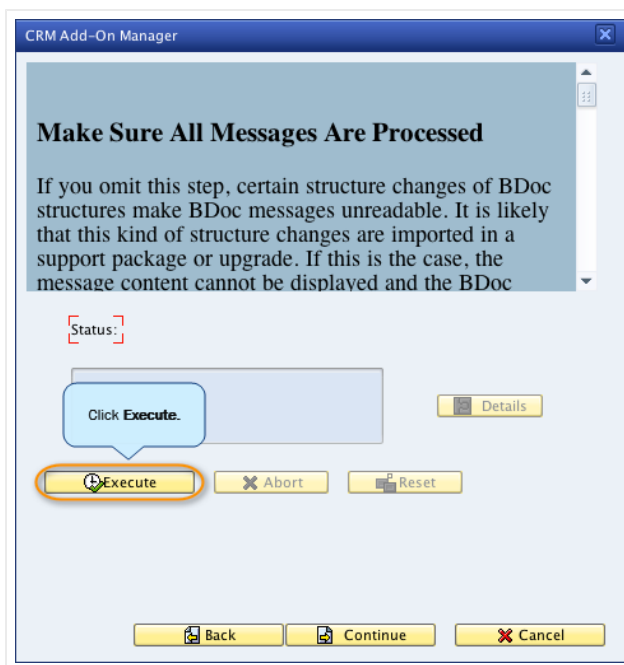 CRM Add-On Manager
Make Sure All Messages Are Processed
If you omit this step, certain structure changes of BDoc
structures make BDoc messages unreadable. It is likely
that this kind of structure changes are imported in a
support package or upgrade. If this is the case, the
message content cannot be displayed and the BDoc
Status:
Click Execute.
Details
Execute
Abort
Reset
Back
Continue
Cancel